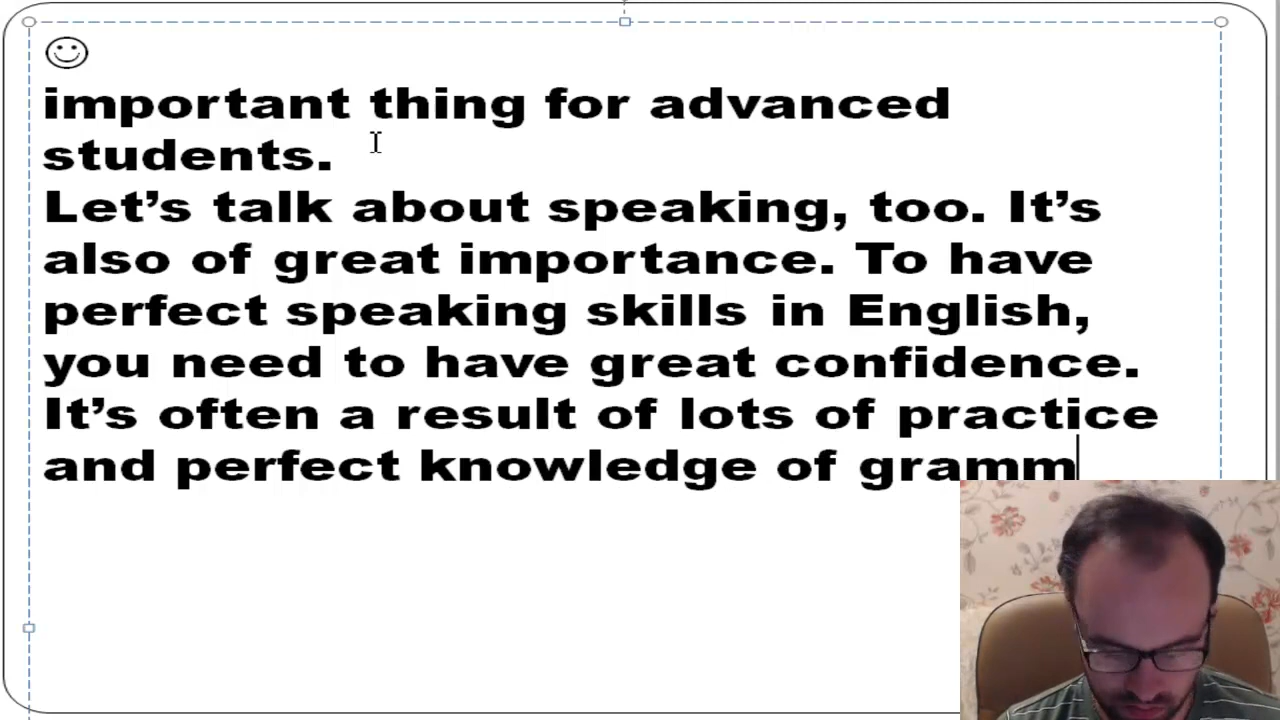 important thing for advanced
students.
Let’s talk about speaking, too. It’s
also of great importance. To have
perfect speaking skills in English,
you need to have great confidence.
It’s often a result of lots of practice
and perfect knowledge of gramm